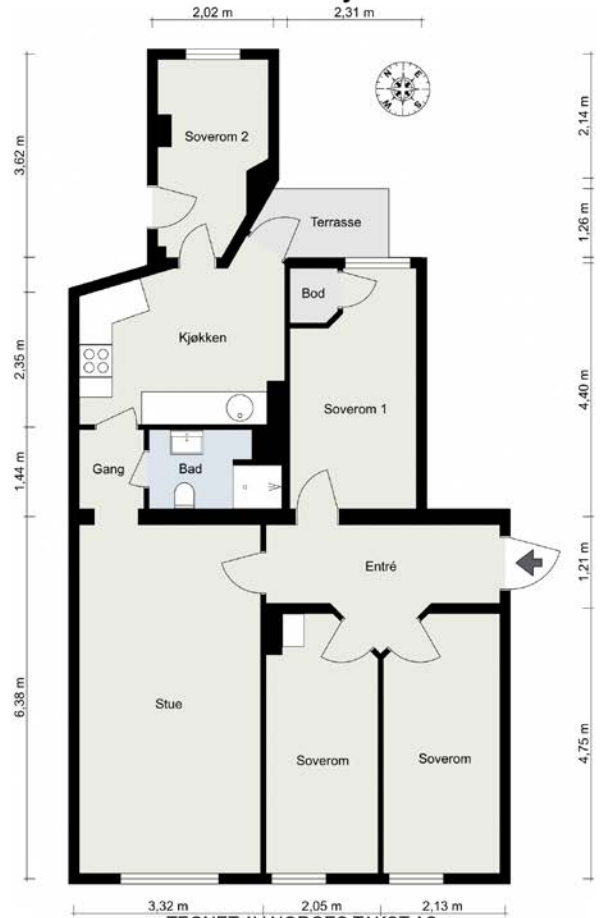 2,02 m
2,31 m
N
E
S
W
3,62 m
2,14 m
Soverom 2
1,26 m
Terrasse
Bod
Kjøkken
2,35 m
4,40 m
Soverom 1
Gang
Bad
1,44 m
Entré
1,21 m
6,38 m
Stue
Soverom
Soverom
4,75 m
3,32 m
2,05 m
2,13 m